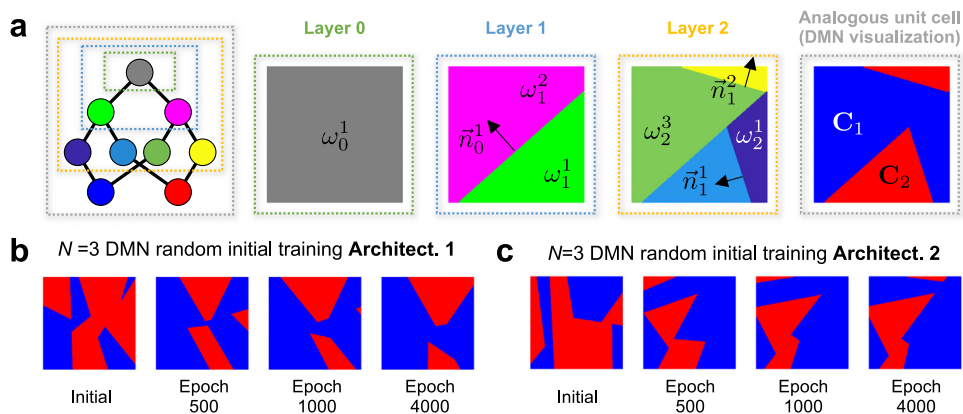 a
Layer 0
Layer 1
Layer 2
Analogous unit cell
(DMN visualization)
ω₀¹
ω₁²
n⃗₀¹
ω₁¹
n⃗₁²
ω₂³
ω₂¹
n⃗₁¹
C₁
C₂
b
N =3 DMN random initial training Architect. 1
Initial
Epoch
500
Epoch
1000
Epoch
4000
c
N=3 DMN random initial training Architect. 2
Initial
Epoch
500
Epoch
1000
Epoch
4000